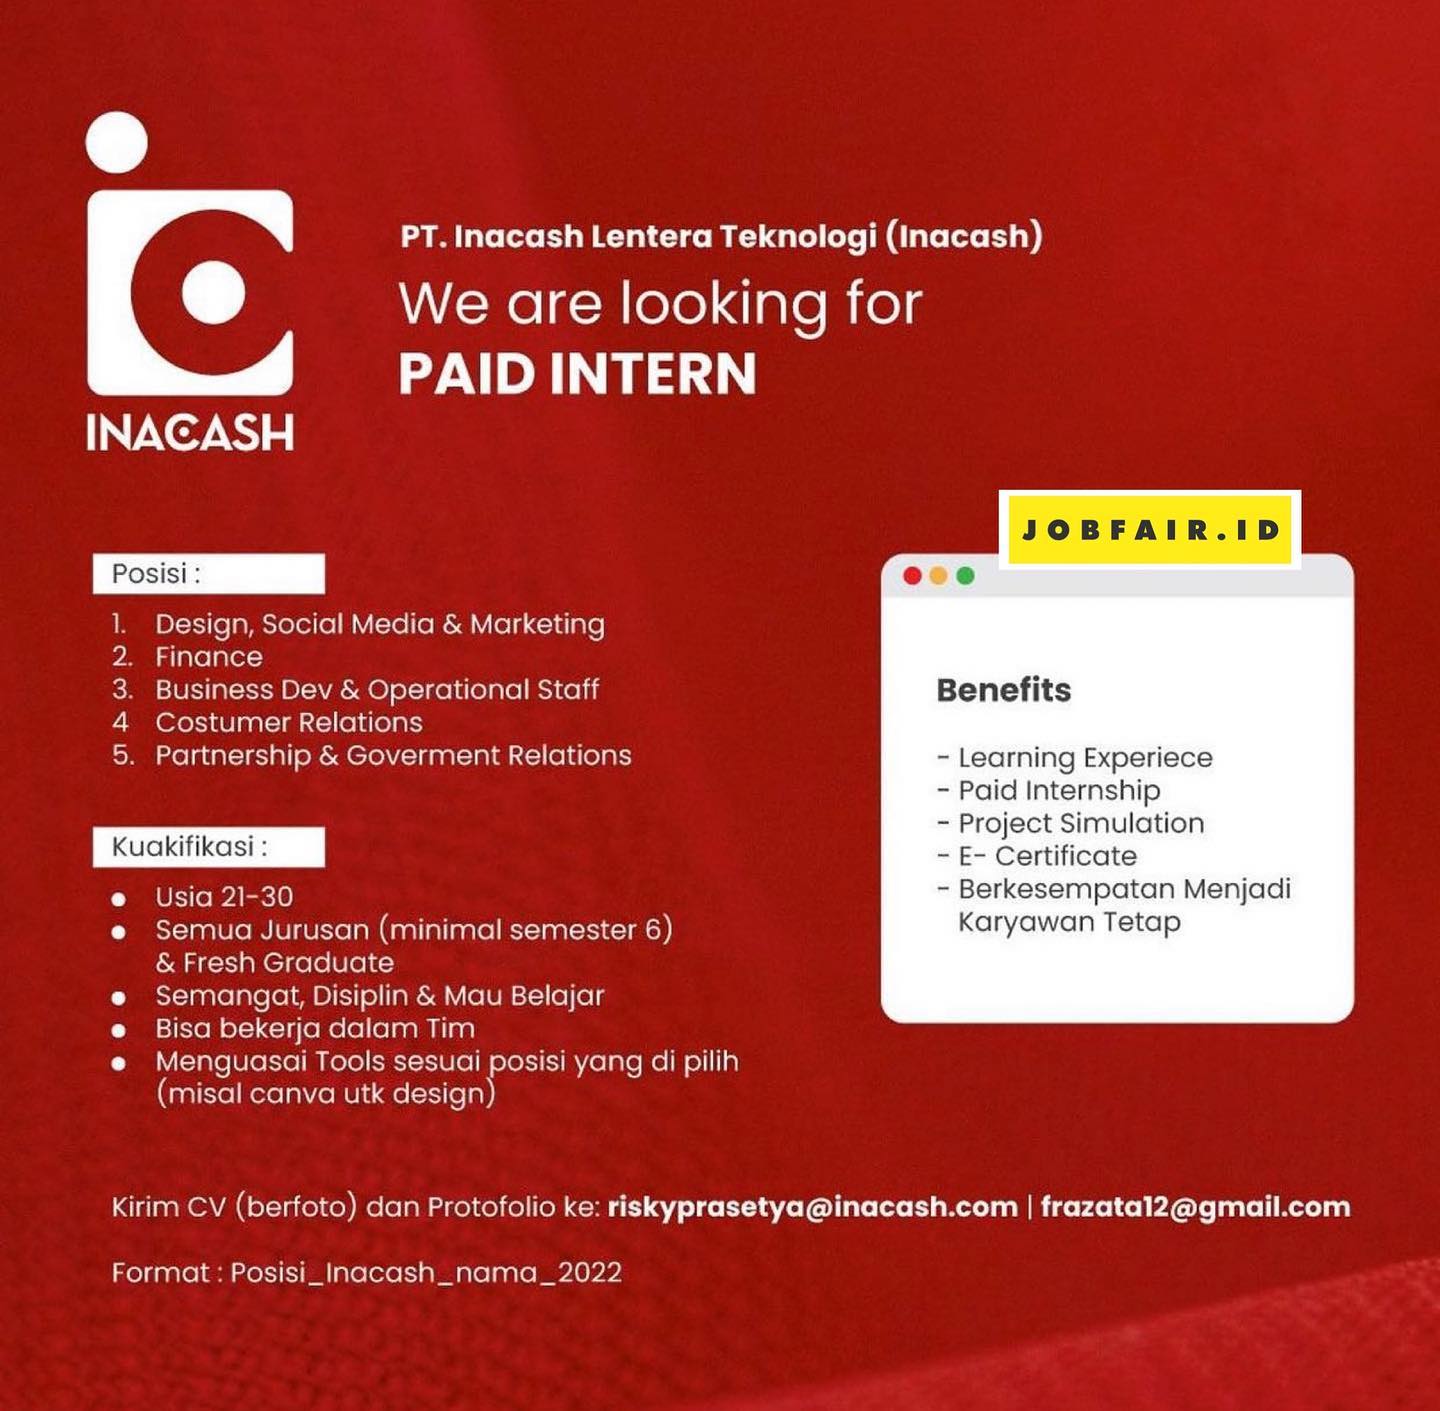 INACASH
PT. Inacash Lentera Teknologi (Inacash)
We are looking for
PAID INTERN
Posisi :
1. Design, Social Media & Marketing
2. Finance
3. Business Dev & Operational Staff
4 Costumer Relations
5. Partnership & Goverment Relations
Kuakifikasi :
● Usia 21-30
● Semua Jurusan (minimal semester 6)
& Fresh Graduate
● Semangat, Disiplin & Mau Belajar
● Bisa bekerja dalam Tim
● Menguasai Tools sesuai posisi yang di pilih
(misal canva utk design)
JOBFAIR.ID
Benefits
- Learning Experiece
- Paid Internship
- Project Simulation
- E- Certificate
- Berkesempatan Menjadi
Karyawan Tetap
Kirim CV (berfoto) dan Protofolio ke: riskyprasetya@inacash.com | frazata12@gmail.com
Format : Posisi_Inacash_nama_2022